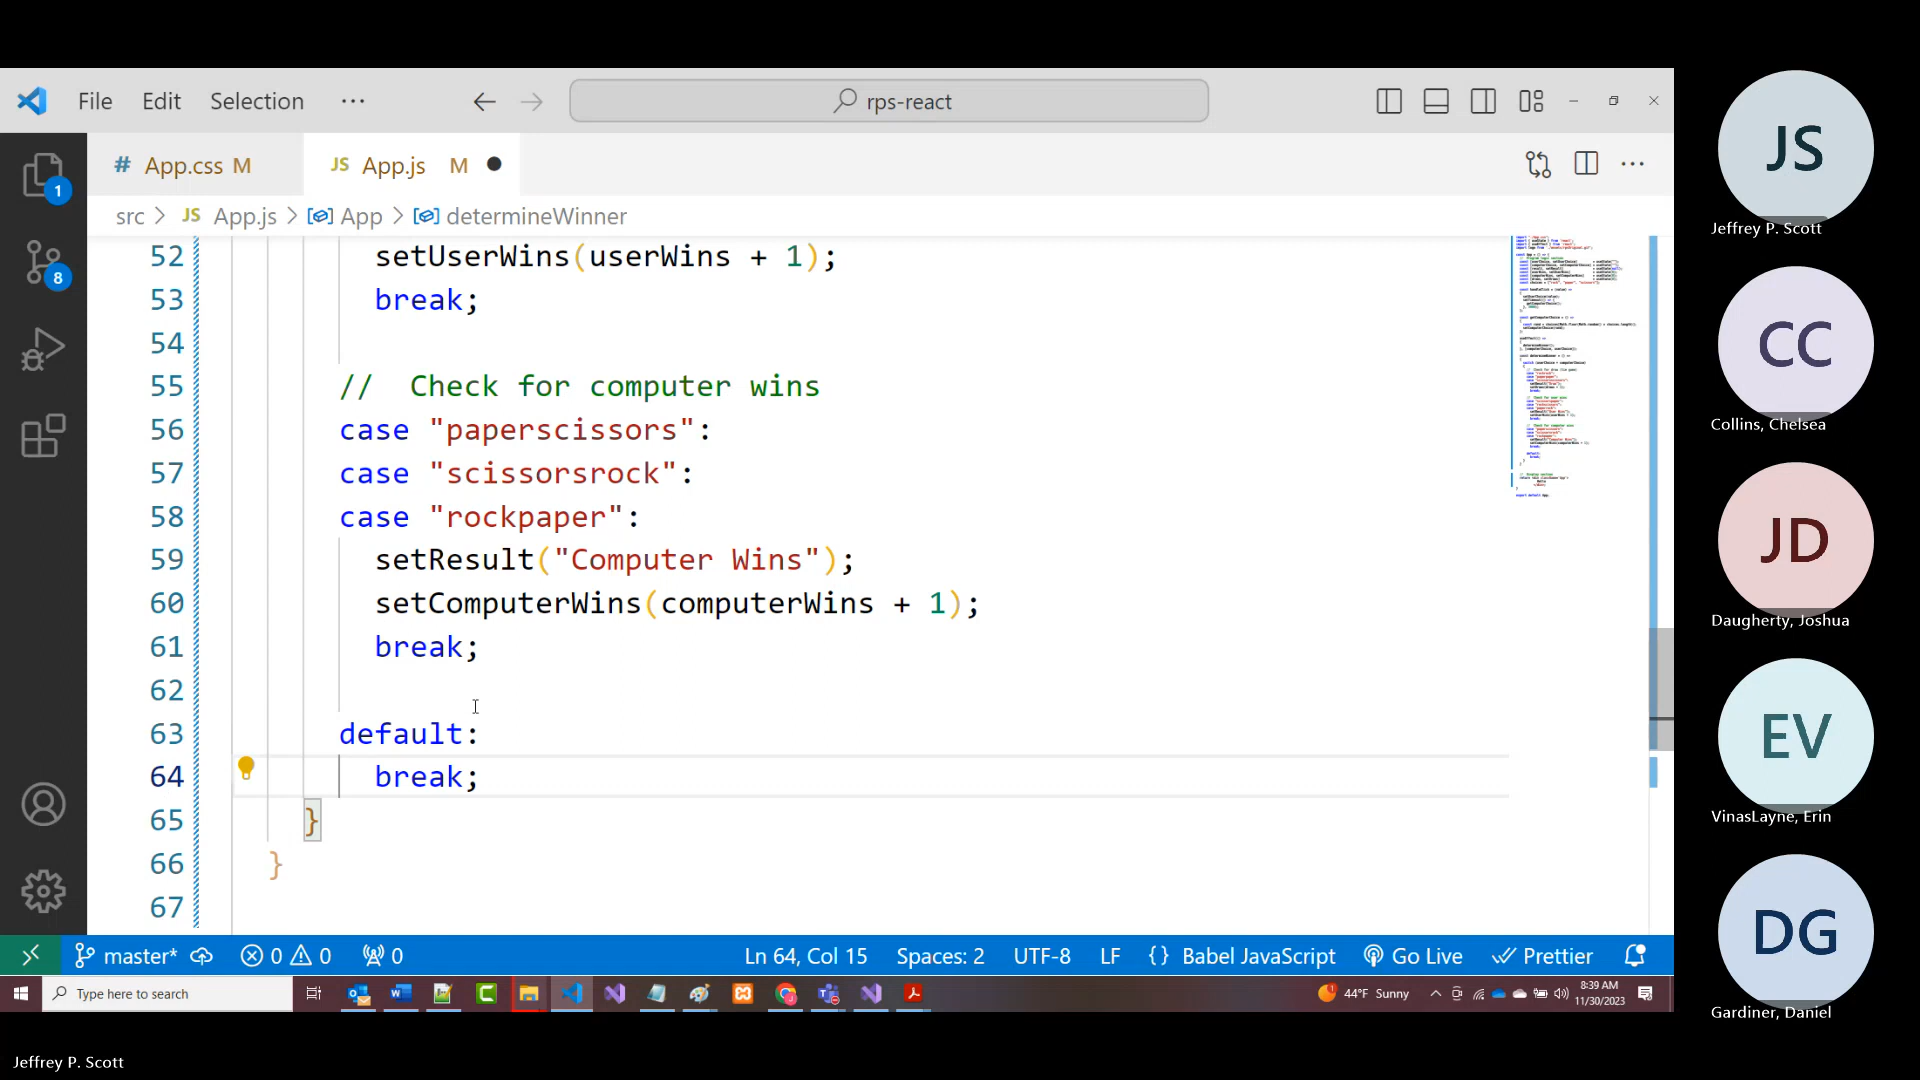 File Edit Selection ...
rps-react
# App.css M
JS App.js M
src > JS App.js > App > determineWinner
52 setUserWins(userWins + 1);
53 break;
54
55 // Check for computer wins
56 case "paperscissors":
57 case "scissorsrock":
58 case "rockpaper":
59 setResult("Computer Wins");
60 setComputerWins(computerWins + 1);
61 break;
62
63 default:
64 break;
65 }
66 }
67
1
8
master* 0 0 0
Ln 64, Col 15 Spaces: 2 UTF-8 LF {} Babel JavaScript Go Live Prettier
Type here to search
44°F Sunny
8:39 AM
11/30/2023
JS
Jeffrey P. Scott
CC
Collins, Chelsea
JD
Daugherty, Joshua
EV
VinasLayne, Erin
DG
Gardiner, Daniel
Jeffrey P. Scott